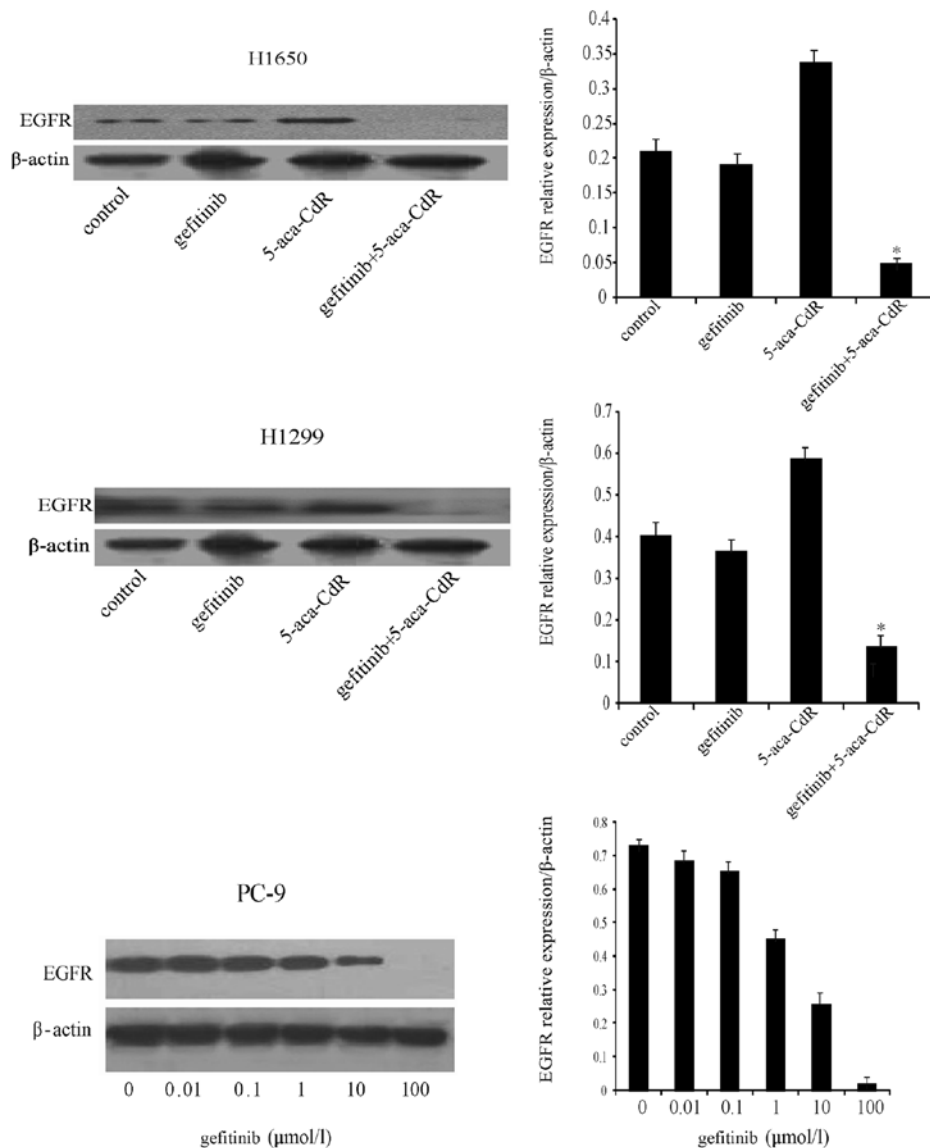 H1650
EGFR
β-actin
control
gefitinib
5-aca-CdR
gefitinib+5-aca-CdR
EGFR relative expression/β-actin
0.4
0.35
0.3
0.25
0.2
0.15
0.1
0.05
0
*
control
gefitinib
5-aca-CdR
gefitinib+5-aca-CdR
H1299
EGFR
β-actin
control
gefitinib
5-aca-CdR
gefitinib+5-aca-CdR
EGFR relative expression/β-actin
0.7
0.6
0.5
0.4
0.3
0.2
0.1
0
*
control
gefitinib
5-aca-CdR
gefitinib+5-aca-CdR
PC-9
EGFR
β-actin
0 0.01 0.1 1 10 100
gefitinib (μmol/l)
EGFR relative expression/β-actin
0.8
0.7
0.6
0.5
0.4
0.3
0.2
0.1
0
0 0.01 0.1 1 10 100
gefitinib (μmol/l)